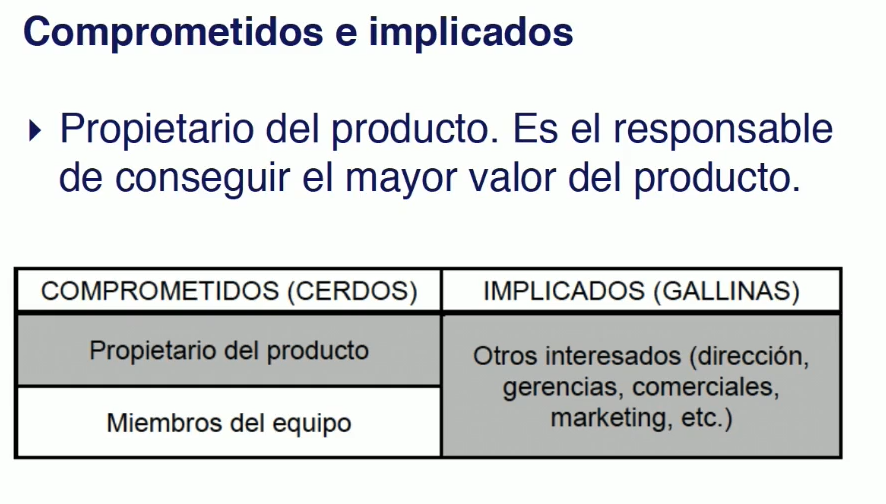 Comprometidos e implicados
Propietario del producto. Es el responsable
de conseguir el mayor valor del producto.
COMPROMETIDOS (CERDOS)
IMPLICADOS (GALLINAS)
Propietario del producto
Otros interesados (dirección,
gerencias, comerciales,
marketing, etc.)
Miembros del equipo